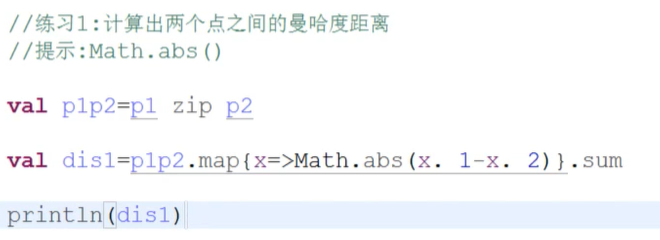 //练习1:计算出两个点之间的曼哈度距离
//提示:Math.abs()
val p1p2=p1 zip p2
val dis1=p1p2.map{x=>Math.abs(x._1-x._2)}.sum
println(dis1)